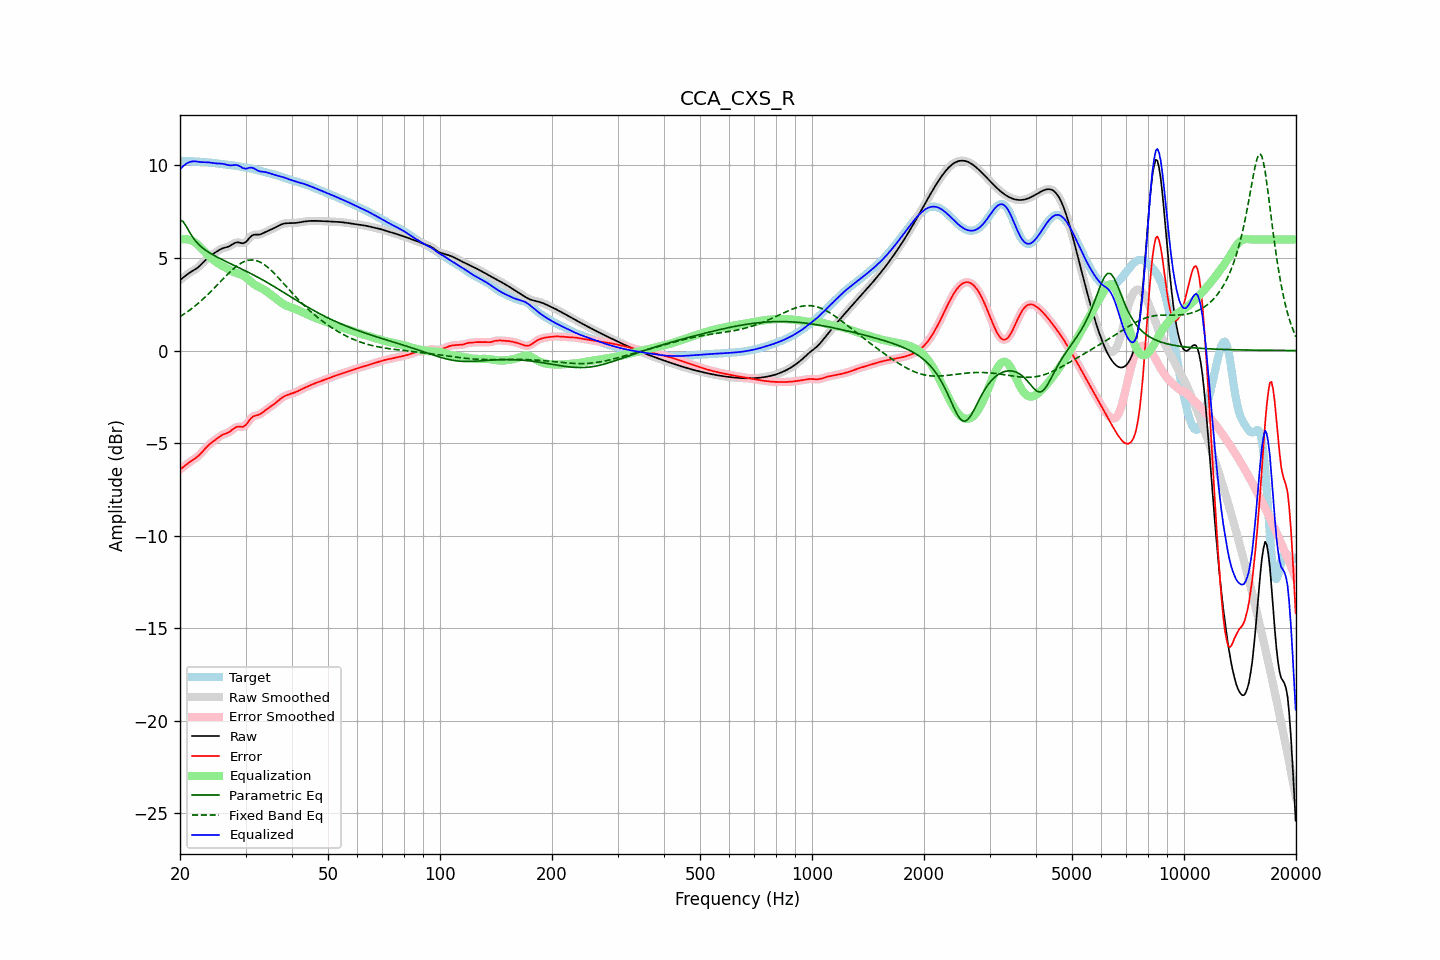 CCA_CXS_R
Amplitude (dBr)
10
5
0
−5
−10
−15
−20
−25
Target
Raw Smoothed
Error Smoothed
Raw
Error
Equalization
Parametric Eq
Fixed Band Eq
Equalized
20 50 100 200 500 1000 2000 5000 10000 20000
Frequency (Hz)